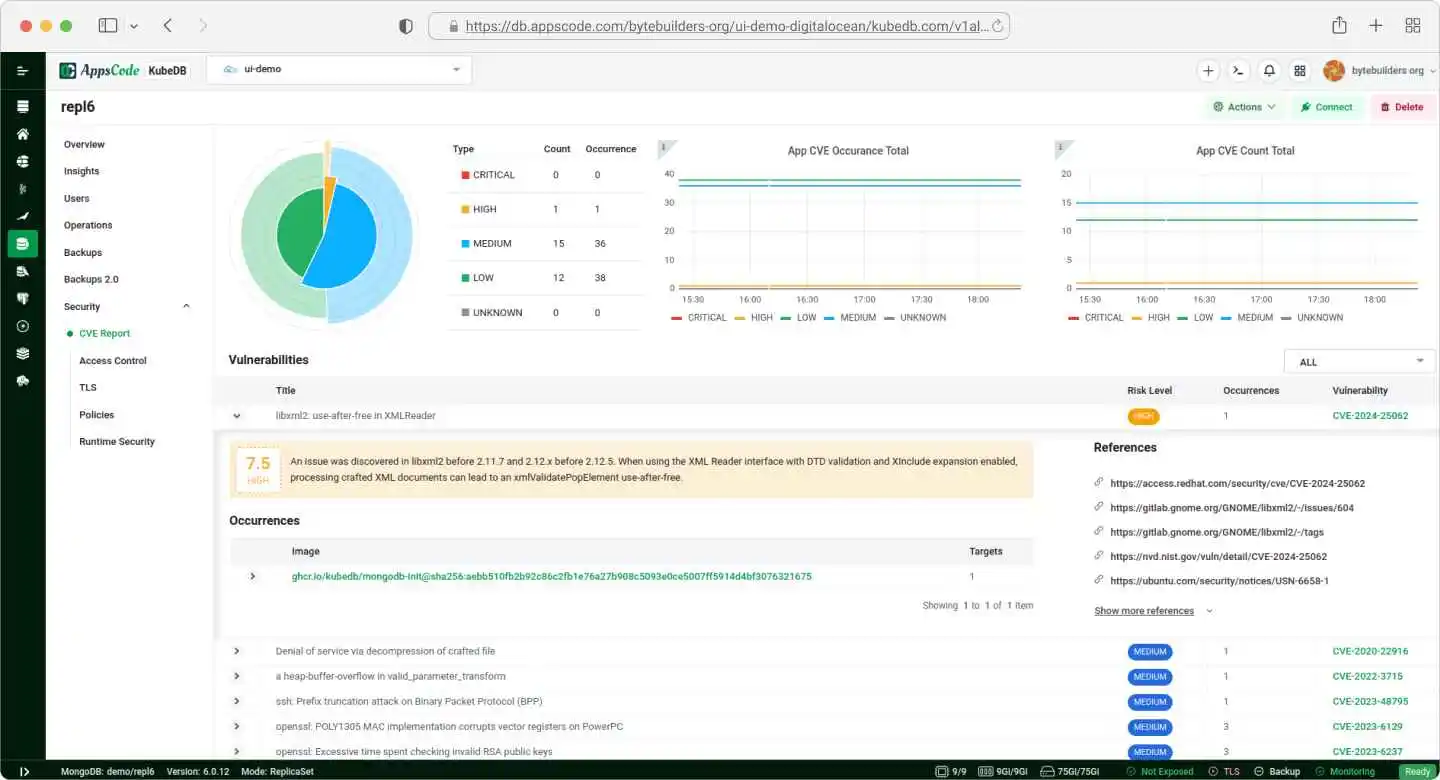 https://db.appscode.com/bytebuilders-org/ui-demo-digitalocean/kubedb.com/v1al...
AppsCode KubeDB
ui-demo
bytebuilders org
repl6
Actions
Connect
Delete
Overview
Insights
Users
Operations
Backups
Backups 2.0
Security
CVE Report
Access Control
TLS
Policies
Runtime Security
Type Count Occurrence
CRITICAL 0 0
HIGH 1 1
MEDIUM 15 36
LOW 12 38
UNKNOWN 0 0
App CVE Occurance Total
40
30
20
10
0
15:30 16:00 16:30 17:00 17:30 18:00
CRITICAL HIGH LOW MEDIUM UNKNOWN
App CVE Count Total
20
15
10
5
0
15:30 16:00 16:30 17:00 17:30 18:00
CRITICAL HIGH LOW MEDIUM UNKNOWN
Vulnerabilities
ALL
Title Risk Level Occurrences Vulnerability
libxml2: use-after-free in XMLReader HIGH 1 CVE-2024-25062
7.5
HIGH
An issue was discovered in libxml2 before 2.11.7 and 2.12.x before 2.12.5. When using the XML Reader interface with DTD validation and XInclude expansion enabled,
processing crafted XML documents can lead to an xmlValidatePopElement use-after-free.
Occurrences
Image Targets
ghcr.io/kubedb/mongodb-init@sha256:aebb510fb2b92c86c2fb1e76a27b908c5093e0ce5007ff5914d4bf3076321675 1
Showing 1 to 1 of 1 item
References
https://access.redhat.com/security/cve/CVE-2024-25062
https://gitlab.gnome.org/GNOME/libxml2/-/issues/604
https://gitlab.gnome.org/GNOME/libxml2/-/tags
https://nvd.nist.gov/vuln/detail/CVE-2024-25062
https://ubuntu.com/security/notices/USN-6658-1
Show more references
Denial of service via decompression of crafted file MEDIUM 1 CVE-2020-22916
a heap-buffer-overflow in valid_parameter_transform MEDIUM 1 CVE-2022-3715
ssh: Prefix truncation attack on Binary Packet Protocol (BPP) MEDIUM 1 CVE-2023-48795
openssl: POLY1305 MAC implementation corrupts vector registers on PowerPC MEDIUM 3 CVE-2023-6129
openssl: Excessive time spent checking invalid RSA public keys MEDIUM 3 CVE-2023-6237
MongoDB: demo/repl6 Version: 6.0.12 Mode: ReplicaSet
9/9 9GI/9GI 75GI/75GI Not Exposed TLS Backup Monitoring Ready